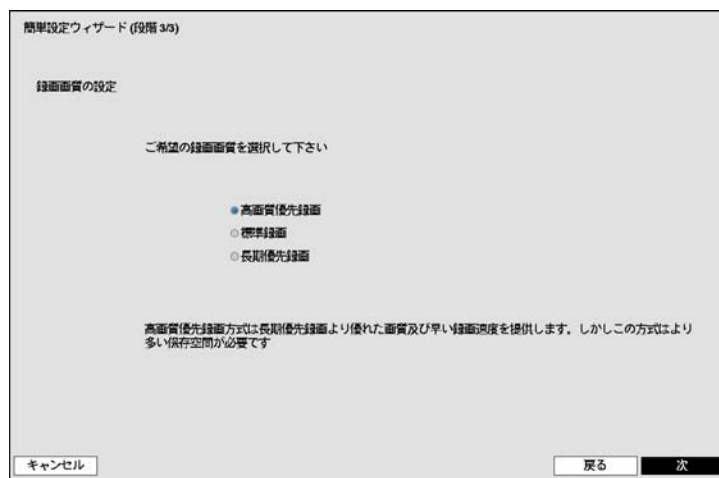 簡単設定ウィザード (段階 3/3)
録画画質の設定
ご希望の録画画質を選択して下さい
高画質優先録画
標準録画
長期優先録画
高画質優先録画方式は長期優先録画より優れた画質及び早い録画速度を提供します。しかしこの方式はより
多い保存空間が必要です
キャンセル
戻る
次